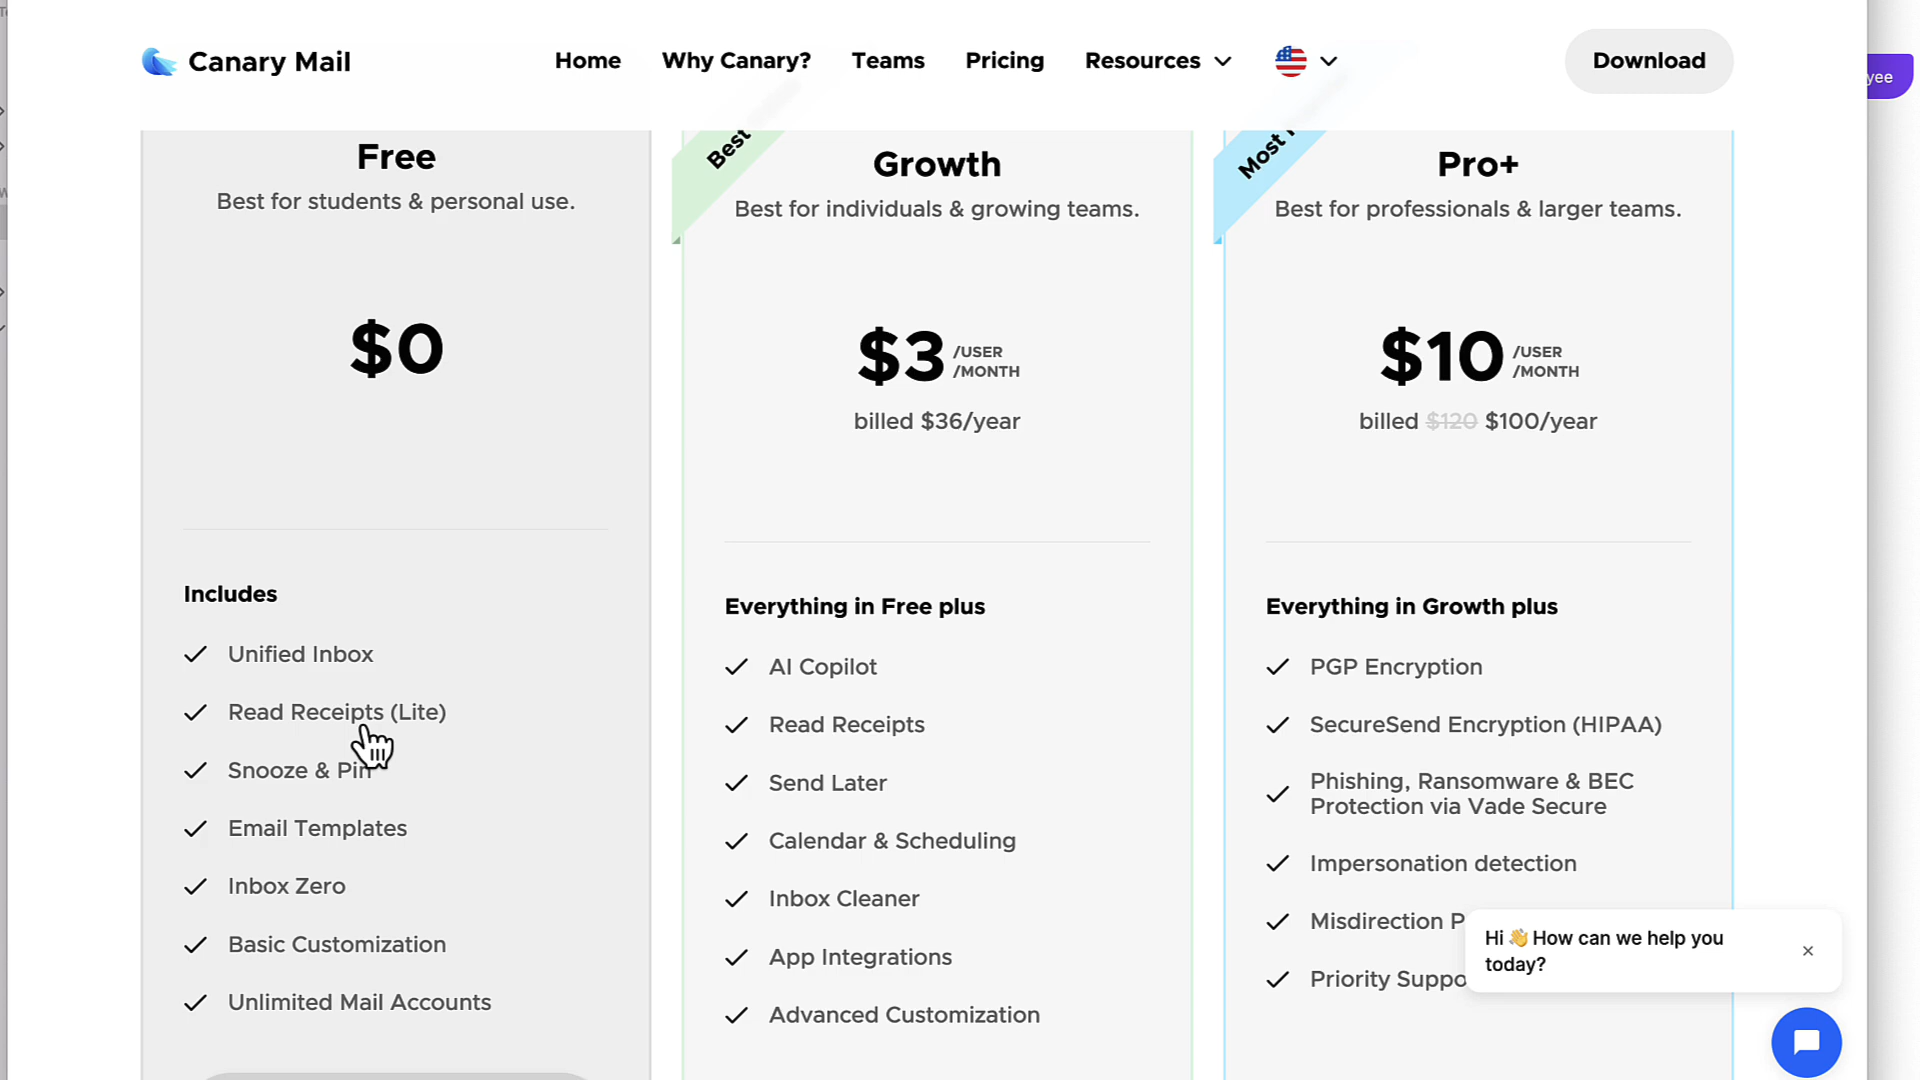 Canary Mail
Home
Why Canary?
Teams
Pricing
Resources
Download
yee
Free
Best for students & personal use.
$0
Includes
Unified Inbox
Read Receipts (Lite)
Snooze & Pin
Email Templates
Inbox Zero
Basic Customization
Unlimited Mail Accounts
Best
Growth
Best for individuals & growing teams.
$3 /USER
/MONTH
billed $36/year
Everything in Free plus
AI Copilot
Read Receipts
Send Later
Calendar & Scheduling
Inbox Cleaner
App Integrations
Advanced Customization
Most
Pro+
Best for professionals & larger teams.
$10 /USER
/MONTH
billed $120 $100/year
Everything in Growth plus
PGP Encryption
SecureSend Encryption (HIPAA)
Phishing, Ransomware & BEC
Protection via Vade Secure
Impersonation detection
Misdirection P
Priority Suppo
Hi 👋 How can we help you
today?